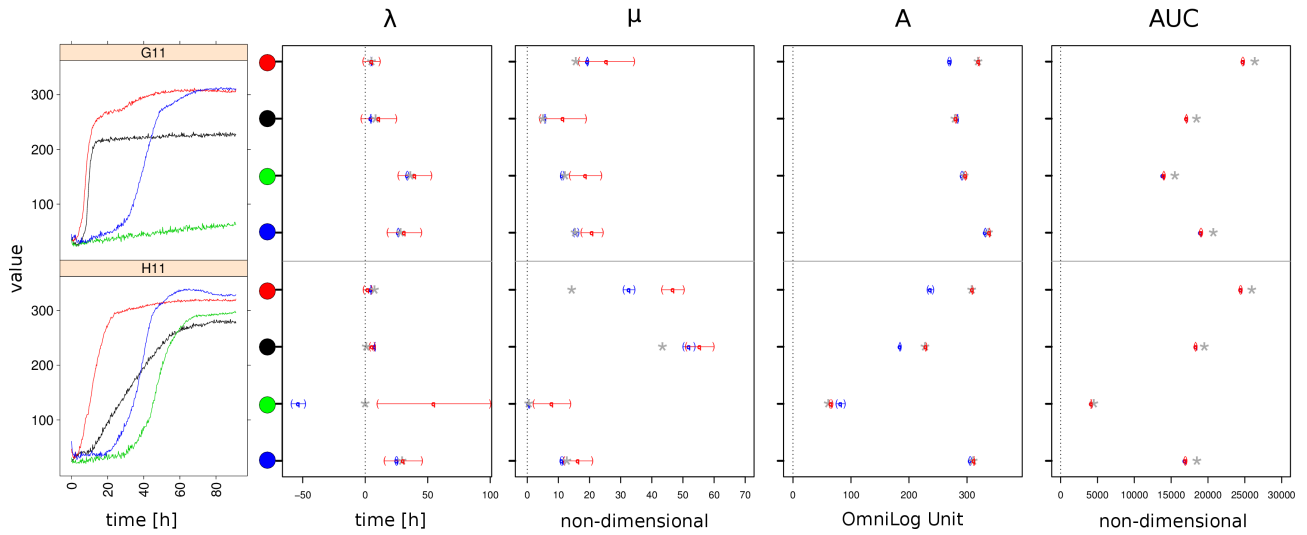 λ μ A AUC
G11
300
200
100
value
H11
300
200
100
0 20 40 60 80
−50 0 50 100
0 10 20 30 40 50 60 70
0 100 200 300
0 5000 10000 15000 20000 25000 30000
time [h] time [h] non-dimensional OmniLog Unit non-dimensional